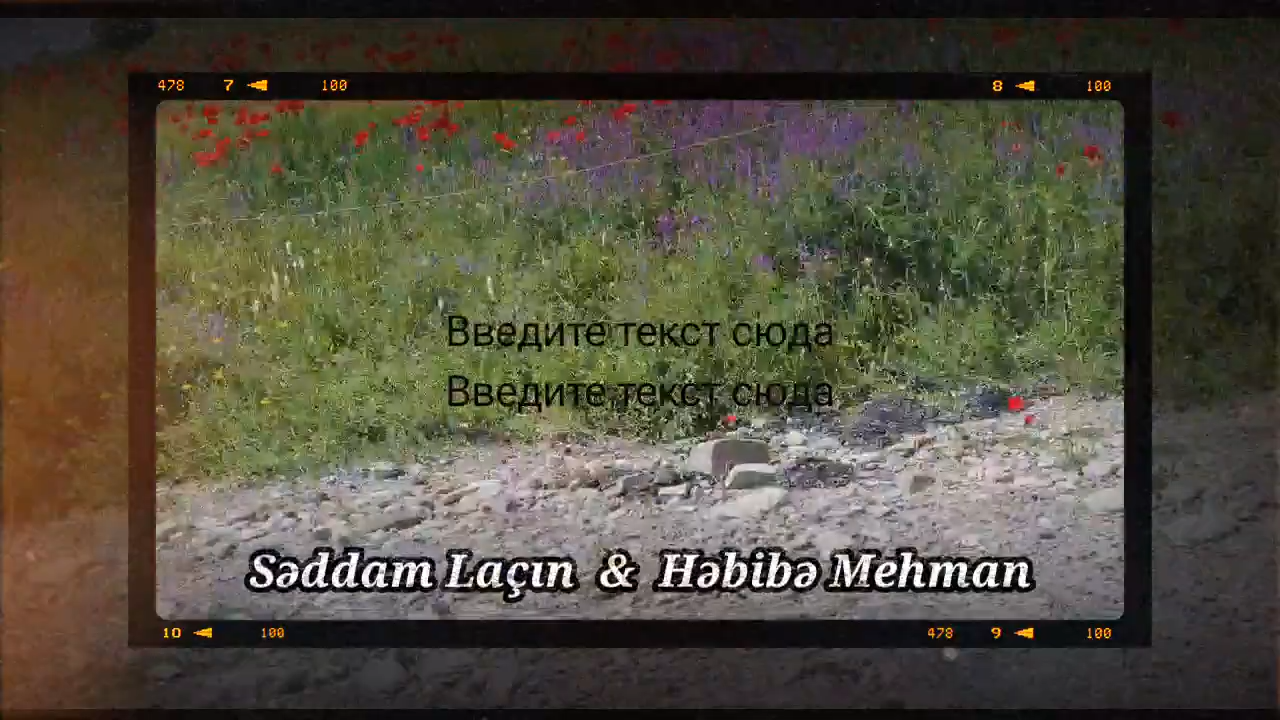 478 7 100 8 100
Введите текст сюда
Введите текст сюда
Səddam Laçın & Həbibə Mehman
10 100 478 9 100